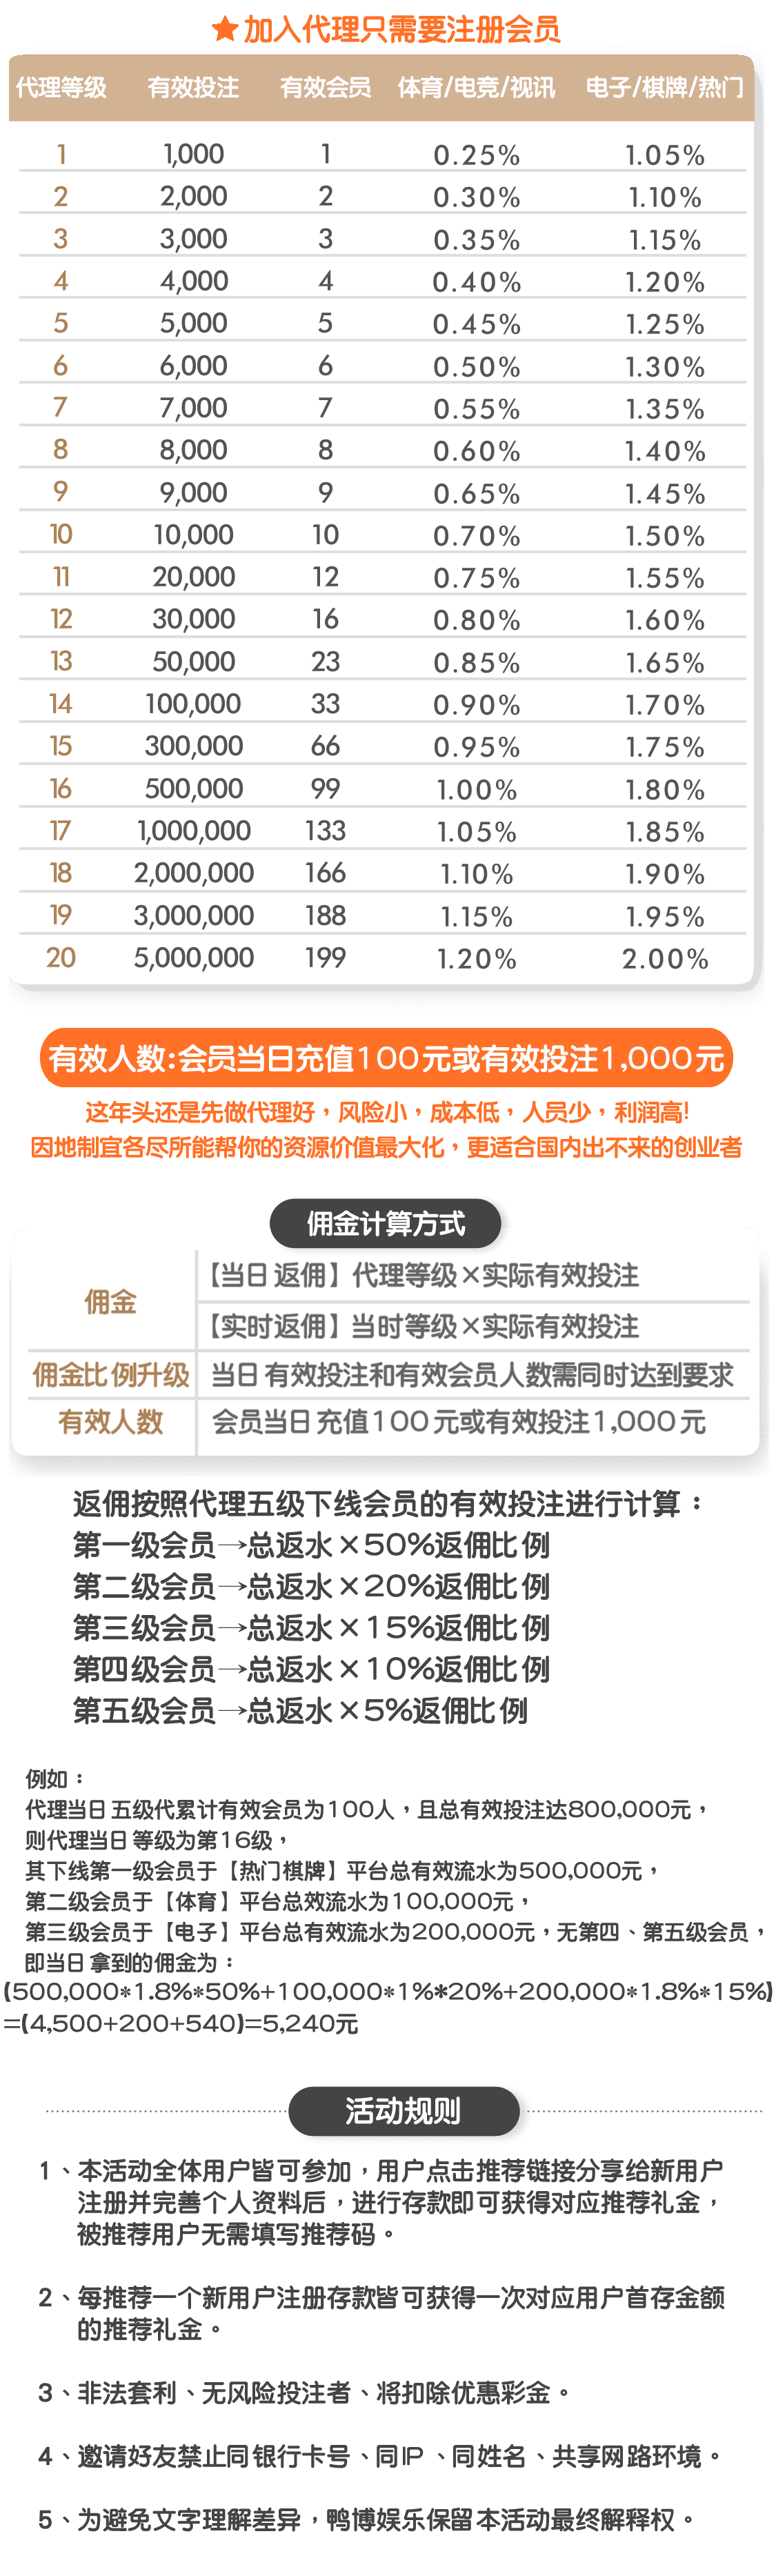 ★加入代理只需要注册会员
代理等级 有效投注 有效会员 体育/电竞/视讯 电子/棋牌/热门
1 1,000 1 0.25% 1.05%
2 2,000 2 0.30% 1.10%
3 3,000 3 0.35% 1.15%
4 4,000 4 0.40% 1.20%
5 5,000 5 0.45% 1.25%
6 6,000 6 0.50% 1.30%
7 7,000 7 0.55% 1.35%
8 8,000 8 0.60% 1.40%
9 9,000 9 0.65% 1.45%
10 10,000 10 0.70% 1.50%
11 20,000 12 0.75% 1.55%
12 30,000 16 0.80% 1.60%
13 50,000 23 0.85% 1.65%
14 100,000 33 0.90% 1.70%
15 300,000 66 0.95% 1.75%
16 500,000 99 1.00% 1.80%
17 1,000,000 133 1.05% 1.85%
18 2,000,000 166 1.10% 1.90%
19 3,000,000 188 1.15% 1.95%
20 5,000,000 199 1.20% 2.00%
有效人数:会员当日充值100元或有效投注1,000元
这年头还是先做代理好，风险小，成本低，人员少，利润高!
因地制宜各尽所能帮你的资源价值最大化，更适合国内出不来的创业者
佣金计算方式
佣金
【当日返佣】代理等级×实际有效投注
【实时返佣】当时等级×实际有效投注
佣金比例升级 当日有效投注和有效会员人数需同时达到要求
有效人数 会员当日充值100元或有效投注1,000元
返佣按照代理五级下线会员的有效投注进行计算：
第一级会员→总返水×50%返佣比例
第二级会员→总返水×20%返佣比例
第三级会员→总返水×15%返佣比例
第四级会员→总返水×10%返佣比例
第五级会员→总返水×5%返佣比例
例如：
代理当日五级代累计有效会员为100人，且总有效投注达800,000元，
则代理当日等级为第16级，
其下线第一级会员于【热门棋牌】平台总有效流水为500,000元，
第二级会员于【体育】平台总效流水为100,000元，
第三级会员于【电子】平台总有效流水为200,000元，无第四、第五级会员，
即当日拿到的佣金为：
(500,000*1.8%*50%+100,000*1%*20%+200,000*1.8%*15%)
=(4,500+200+540)=5,240元
活动规则
1、本活动全体用户皆可参加，用户点击推荐链接分享给新用户
注册并完善个人资料后，进行存款即可获得对应推荐礼金，
被推荐用户无需填写推荐码。
2、每推荐一个新用户注册存款皆可获得一次对应用户首存金额
的推荐礼金。
3、非法套利、无风险投注者、将扣除优惠彩金。
4、邀请好友禁止同银行卡号、同IP、同姓名、共享网路环境。
5、为避免文字理解差异，鸭博娱乐保留本活动最终解释权。